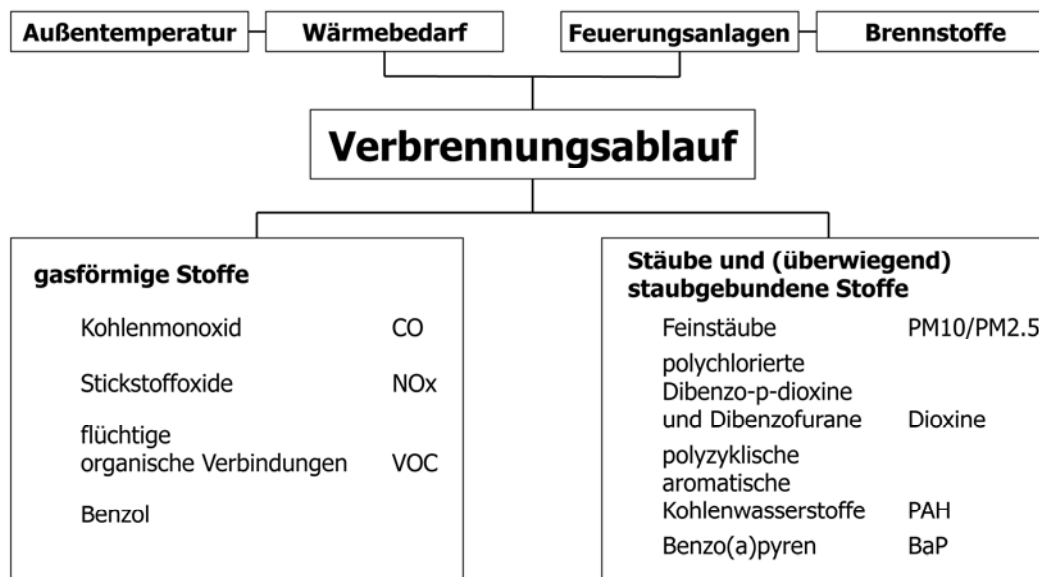 Außentemperatur
Wärmebedarf
Feuerungsanlagen
Brennstoffe
Verbrennungsablauf
gasförmige Stoffe
Kohlenmonoxid CO
Stickstoffoxide NOx
flüchtige
organische Verbindungen VOC
Benzol
Stäube und (überwiegend)
staubgebundene Stoffe
Feinstäube PM10/PM2.5
polychlorierte
Dibenzo-p-dioxine
und Dibenzofurane Dioxine
polyzyklische
aromatische
Kohlenwasserstoffe PAH
Benzo(a)pyren BaP